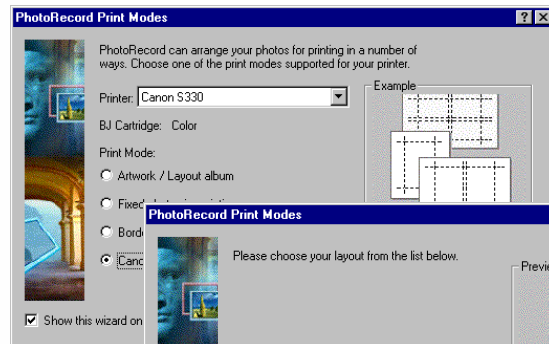 PhotoRecord Print Modes
PhotoRecord can arrange your photos for printing in a number of
ways. Choose one of the print modes supported for your printer.
Printer: Canon S330
Example
BJ Cartridge: Color
Print Mode:
Artwork / Layout album
Fixed
PhotoRecord Print Modes
Please choose your layout from the list below.
Show this wizard on